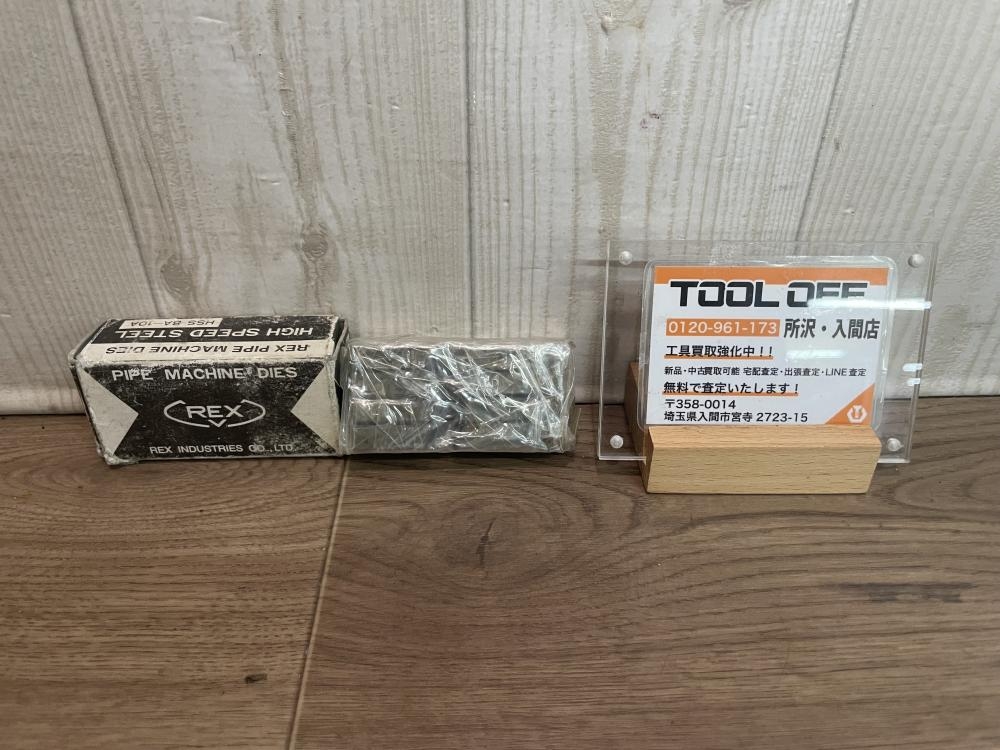 HSS 8A-10A
HIGH SPEED STEEL
REX PIPE MACHINE DIES
PIPE MACHINE DIES
REX
REX INDUSTRIES CO., LTD.
TOOL OFF
0120-961-173 所沢・入間店
工具買取強化中!!
新品・中古買取可能 宅配査定・出張査定・LINE査定
無料で査定いたします!
〒358-0014
埼玉県入間市宮寺 2723-15